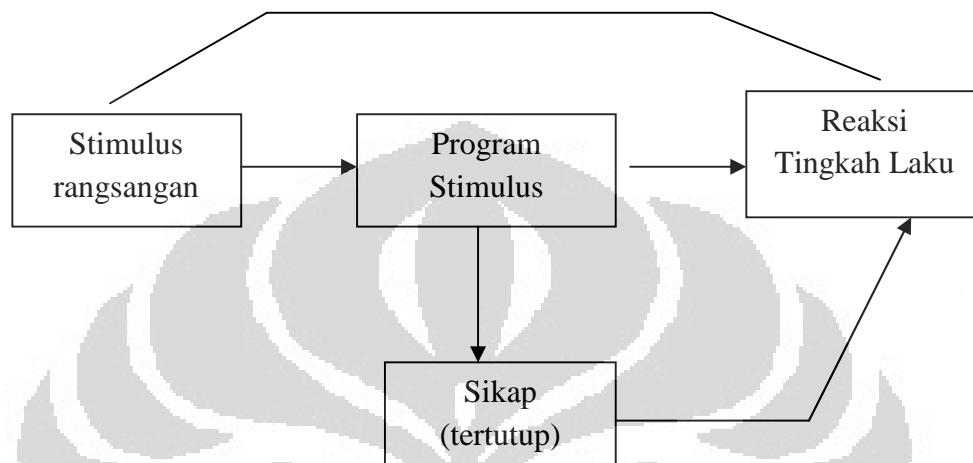 Stimulus
rangsangan
Program
Stimulus
Reaksi
Tingkah Laku
Sikap
(tertutup)